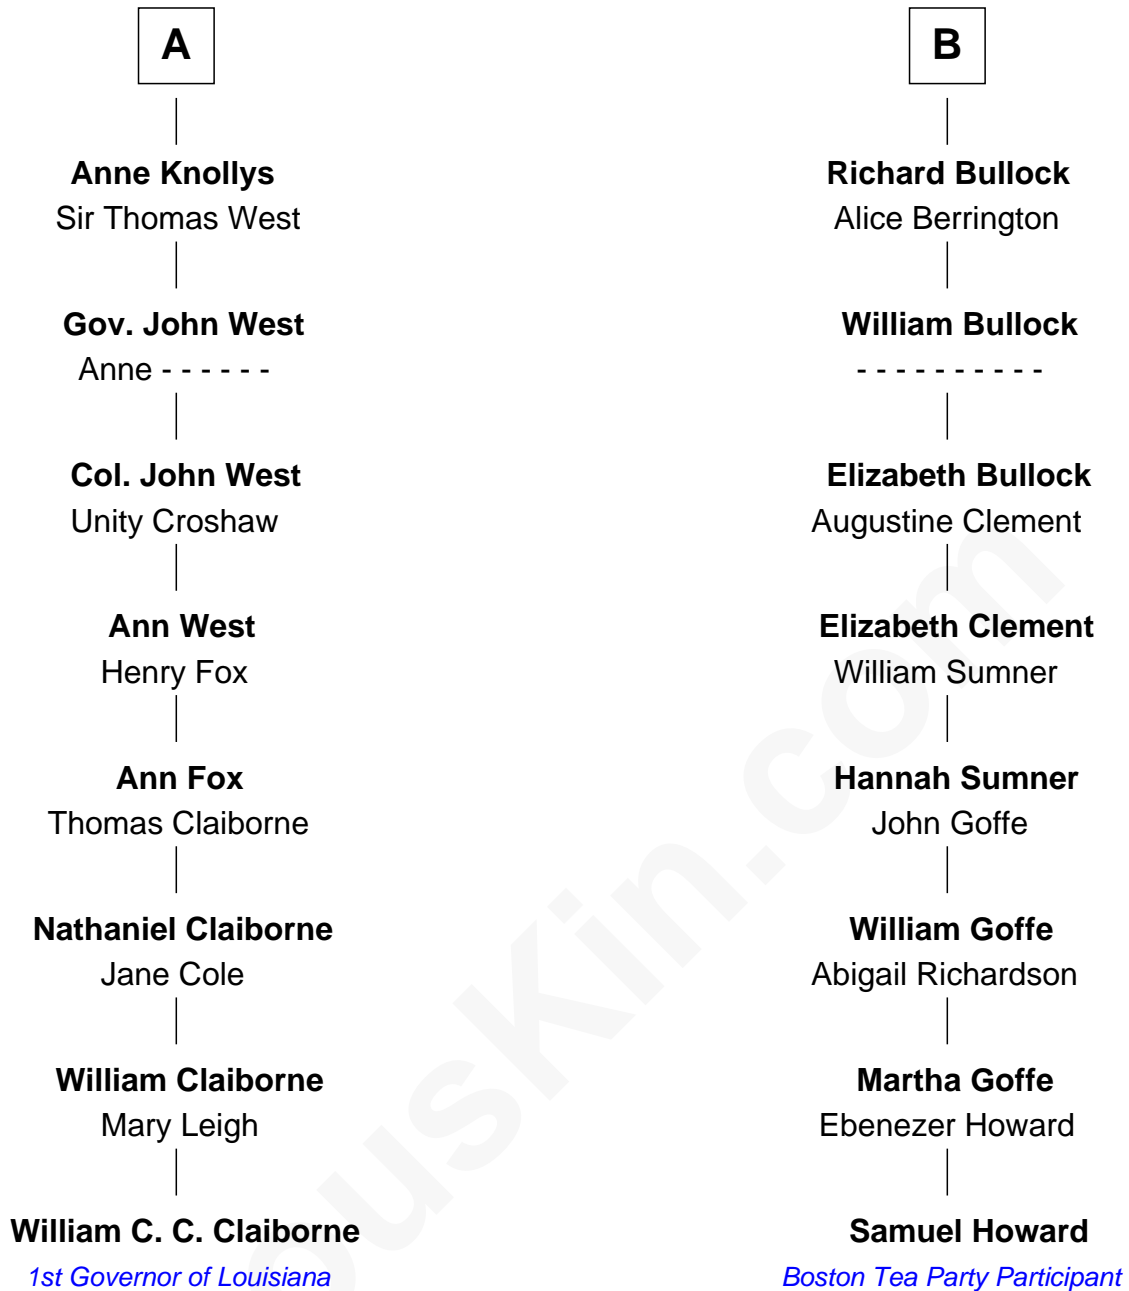 A
Anne Knollys
Sir Thomas West
Gov. John West
Anne - - - - - -
Col. John West
Unity Croshaw
Ann West
Henry Fox
Ann Fox
Thomas Claiborne
Nathaniel Claiborne
Jane Cole
William Claiborne
Mary Leigh
William C. C. Claiborne
1st Governor of Louisiana
B
Richard Bullock
Alice Berrington
William Bullock
- - - - - - - - - -
Elizabeth Bullock
Augustine Clement
Elizabeth Clement
William Sumner
Hannah Sumner
John Goffe
William Goffe
Abigail Richardson
Martha Goffe
Ebenezer Howard
Samuel Howard
Boston Tea Party Participant
ousKin.com